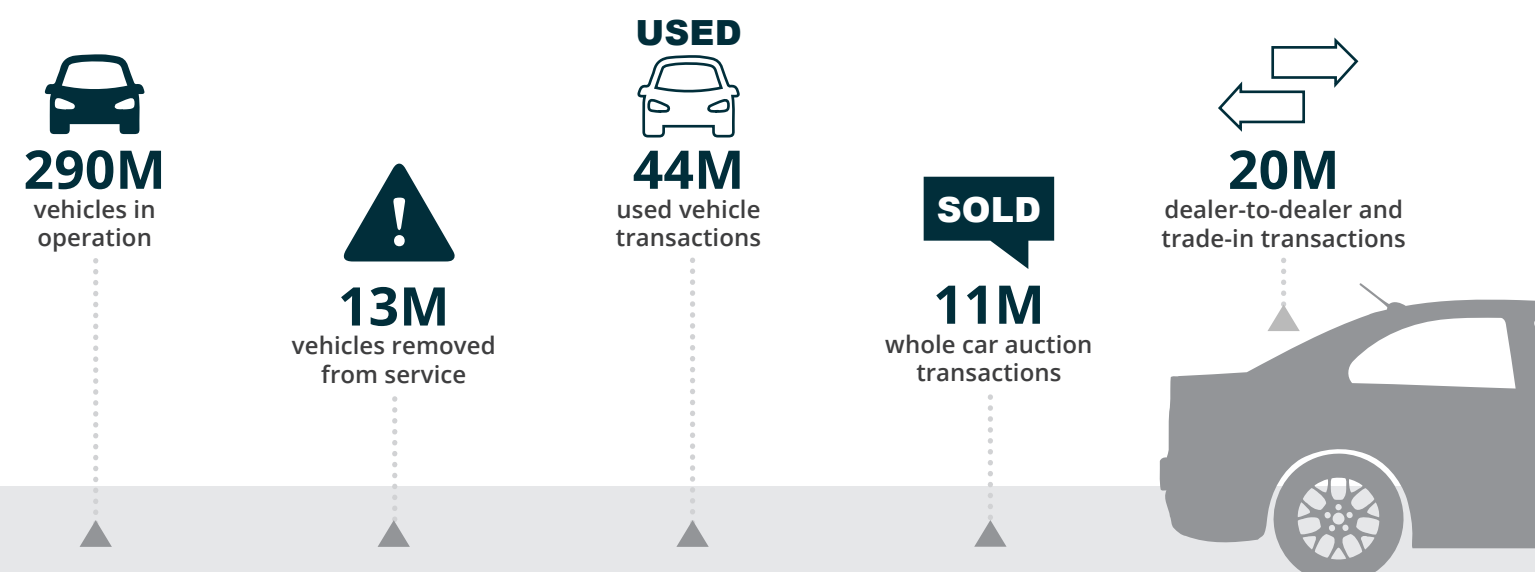 290M
vehicles in
operation
!
13M
vehicles removed
from service
USED
44M
used vehicle
transactions
SOLD
11M
whole car auction
transactions
20M
dealer-to-dealer and
trade-in transactions